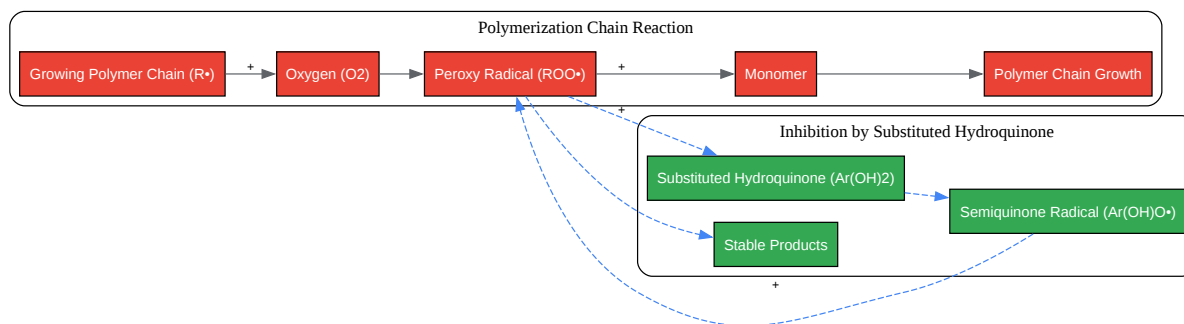 Polymerization Chain Reaction
Growing Polymer Chain (R•)
+
Oxygen (O2)
Peroxy Radical (ROO•)
+
Monomer
Polymer Chain Growth
+
Inhibition by Substituted Hydroquinone
Substituted Hydroquinone (Ar(OH)2)
Semiquinone Radical (Ar(OH)O•)
Stable Products
+